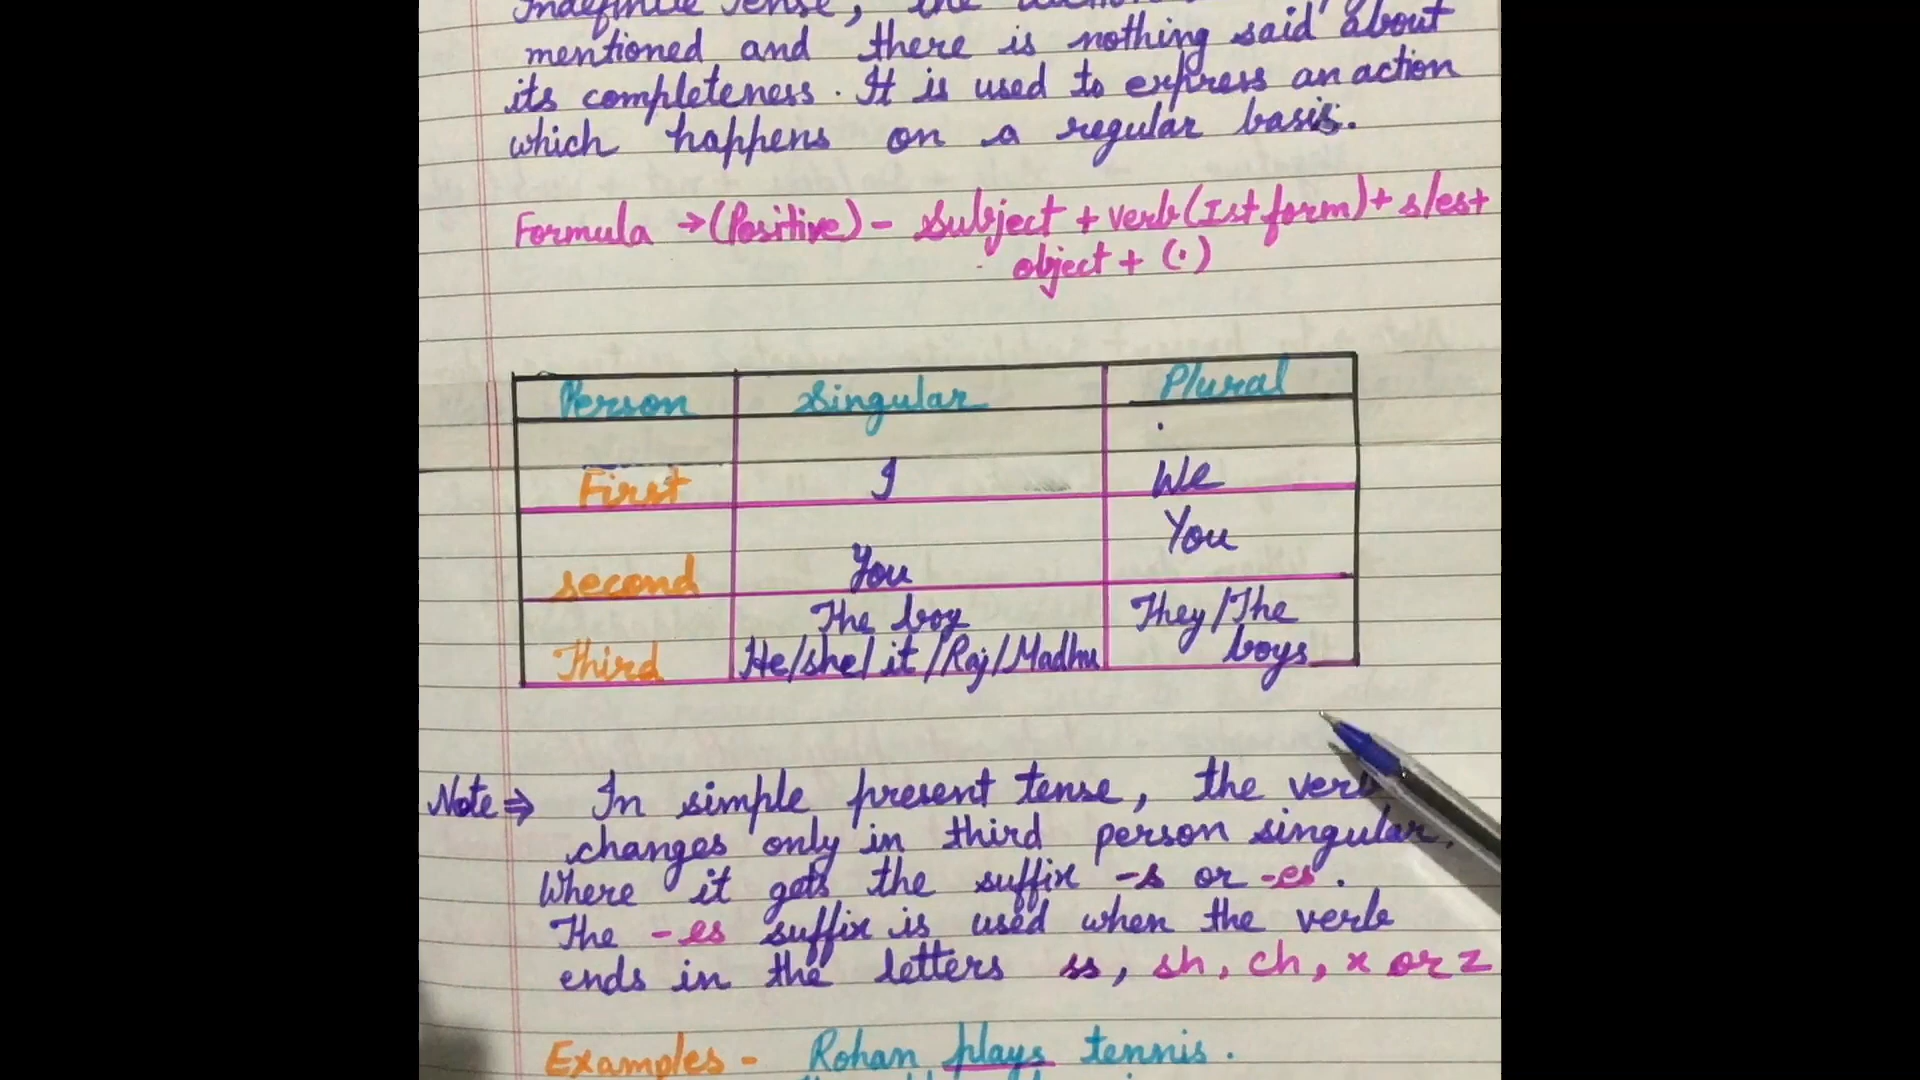 Indefinite Tense, the
mentioned and there is nothing said about
its completeness. It is used to express an action
which happens on a regular basis.
Formula → (Positive) - Subject + verb (Ist form) + s/es +
object + (.)
Person Singular Plural
First I We
second You You
Third The boy He/she/it/Raj/Madhu They/The boys
Note ⇒ In simple present tense, the verb
changes only in third person singular.
Where it gets the suffix -s or -es.
The -es suffix is used when the verb
ends in the letters ss, sh, ch, x or z
Examples - Rohan plays tennis.